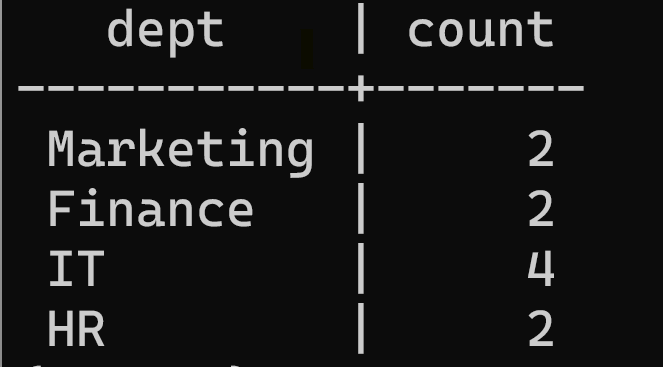 dept | count
-----------+-------
Marketing | 2
Finance | 2
IT | 4
HR | 2